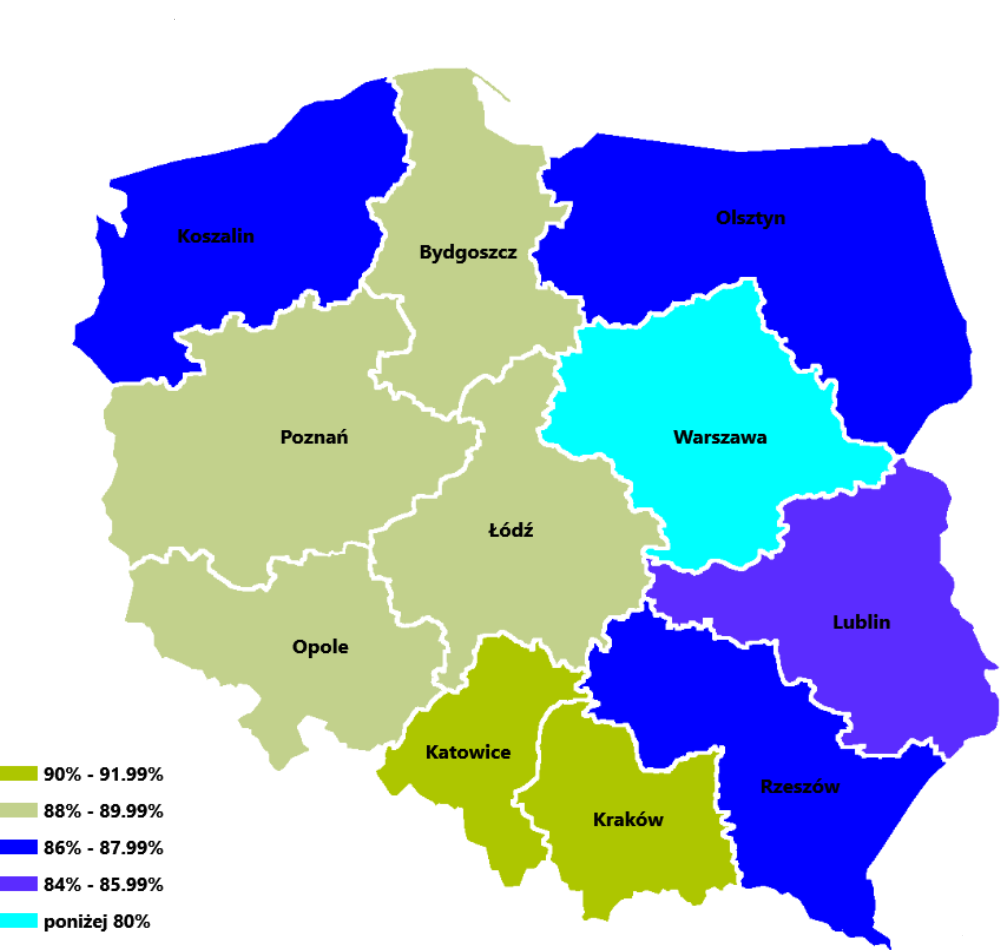 Koszalin
Olsztyn
Bydgoszcz
Poznań
Warszawa
Łódź
Lublin
Opole
Katowice
Rzeszów
Kraków
90% - 91.99%
88% - 89.99%
86% - 87.99%
84% - 85.99%
poniżej 80%